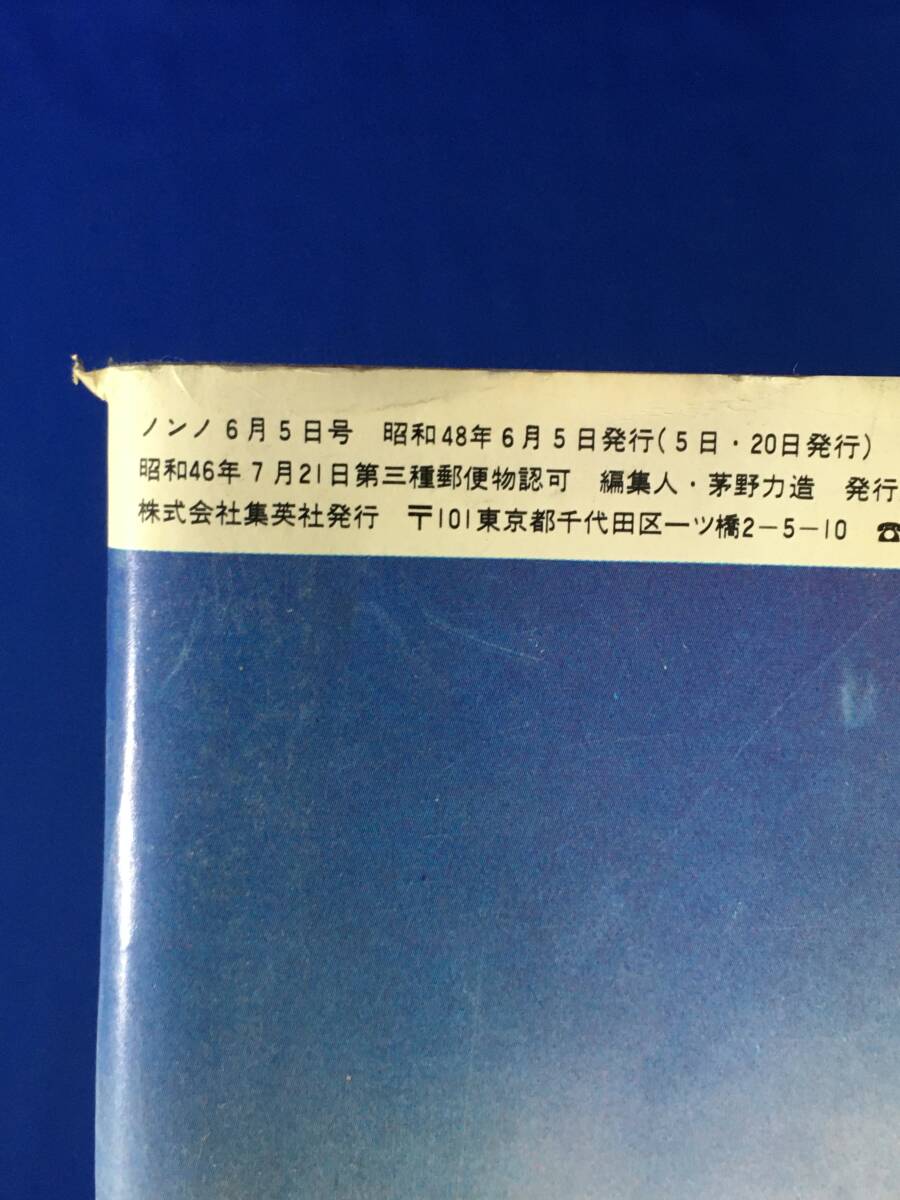 ノンノ6月5日号　昭和48年6月5日発行(5日・20日発行)
昭和46年7月21日第三種郵便物認可　編集人・茅野力造　発行
株式会社集英社発行　〒101東京都千代田区一ツ橋2−5−10　☎